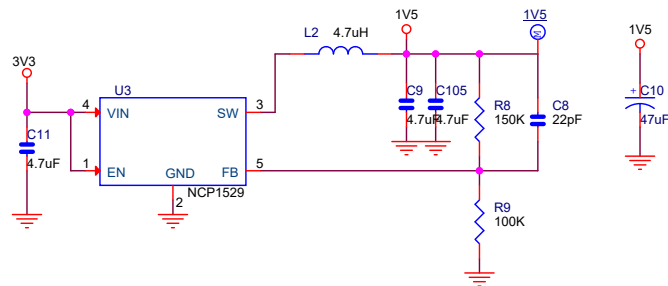 1V5
1V5
M
L2
4.7uH
1V5
3V3
U3
4
VIN
SW
3
C9
4.7uF
C105
4.7uF
R8
150K
C8
22pF
C10
47uF
+
C11
4.7uF
1
EN
GND
FB
5
2
NCP1529
R9
100K